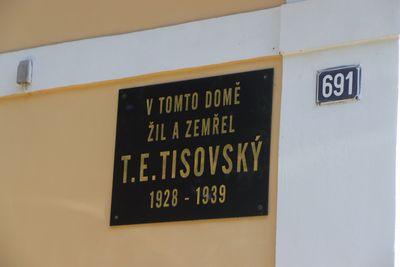 V TOMTO DOMĚ
ŽIL A ZEMŘEL
T.E.TISOVSKÝ
1928 - 1939
691